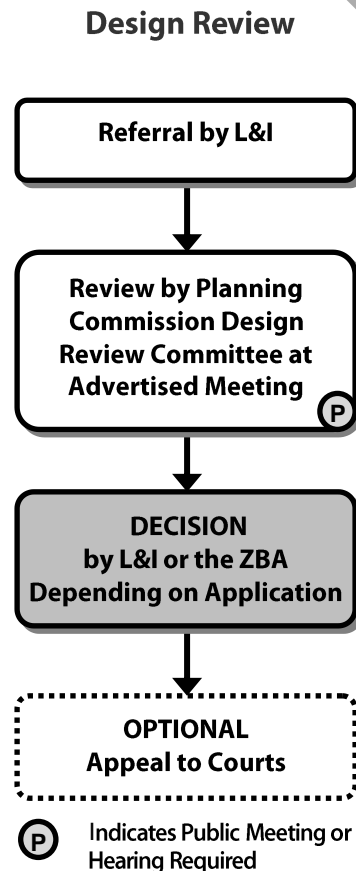 Design Review
Referral by L&I
Review by Planning
Commission Design
Review Committee at
Advertised Meeting
P
DECISION
by L&I or the ZBA
Depending on Application
OPTIONAL
Appeal to Courts
P Indicates Public Meeting or
Hearing Required